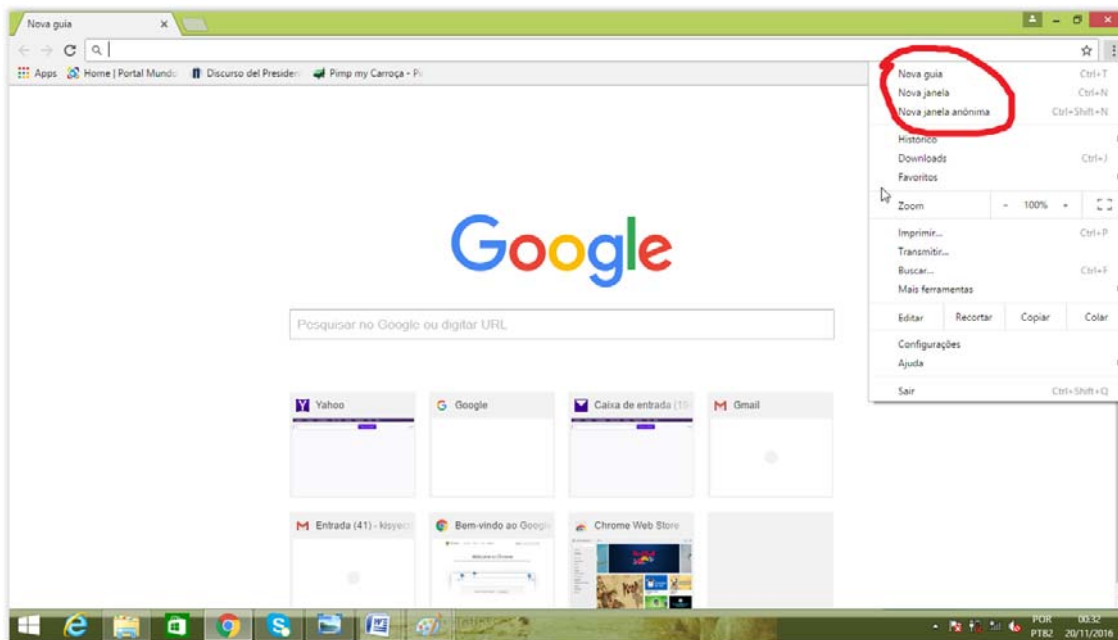 Nova guia
Apps Home | Portal Mundo Discurso del Presiden Pimp my Carroça - Pá
Nova guia Ctrl+T
Nova janela Ctrl+N
Nova janela anônima Ctrl+Shift+N
Histórico
Downloads Ctrl+J
Favoritos
Zoom - 100% +
Imprimir... Ctrl+P
Transmitir...
Buscar... Ctrl+F
Mais ferramentas
Editar Recortar Copiar Colar
Configurações
Ajuda
Sair Ctrl+Shift+Q
Google
Pesquisar no Google ou digitar URL
Yahoo Google Caixa de entrada Gmail
Entrada (41) - Bem-vindo ao Google Chrome Web Store
POR 00:32
PTB2 20/11/2016